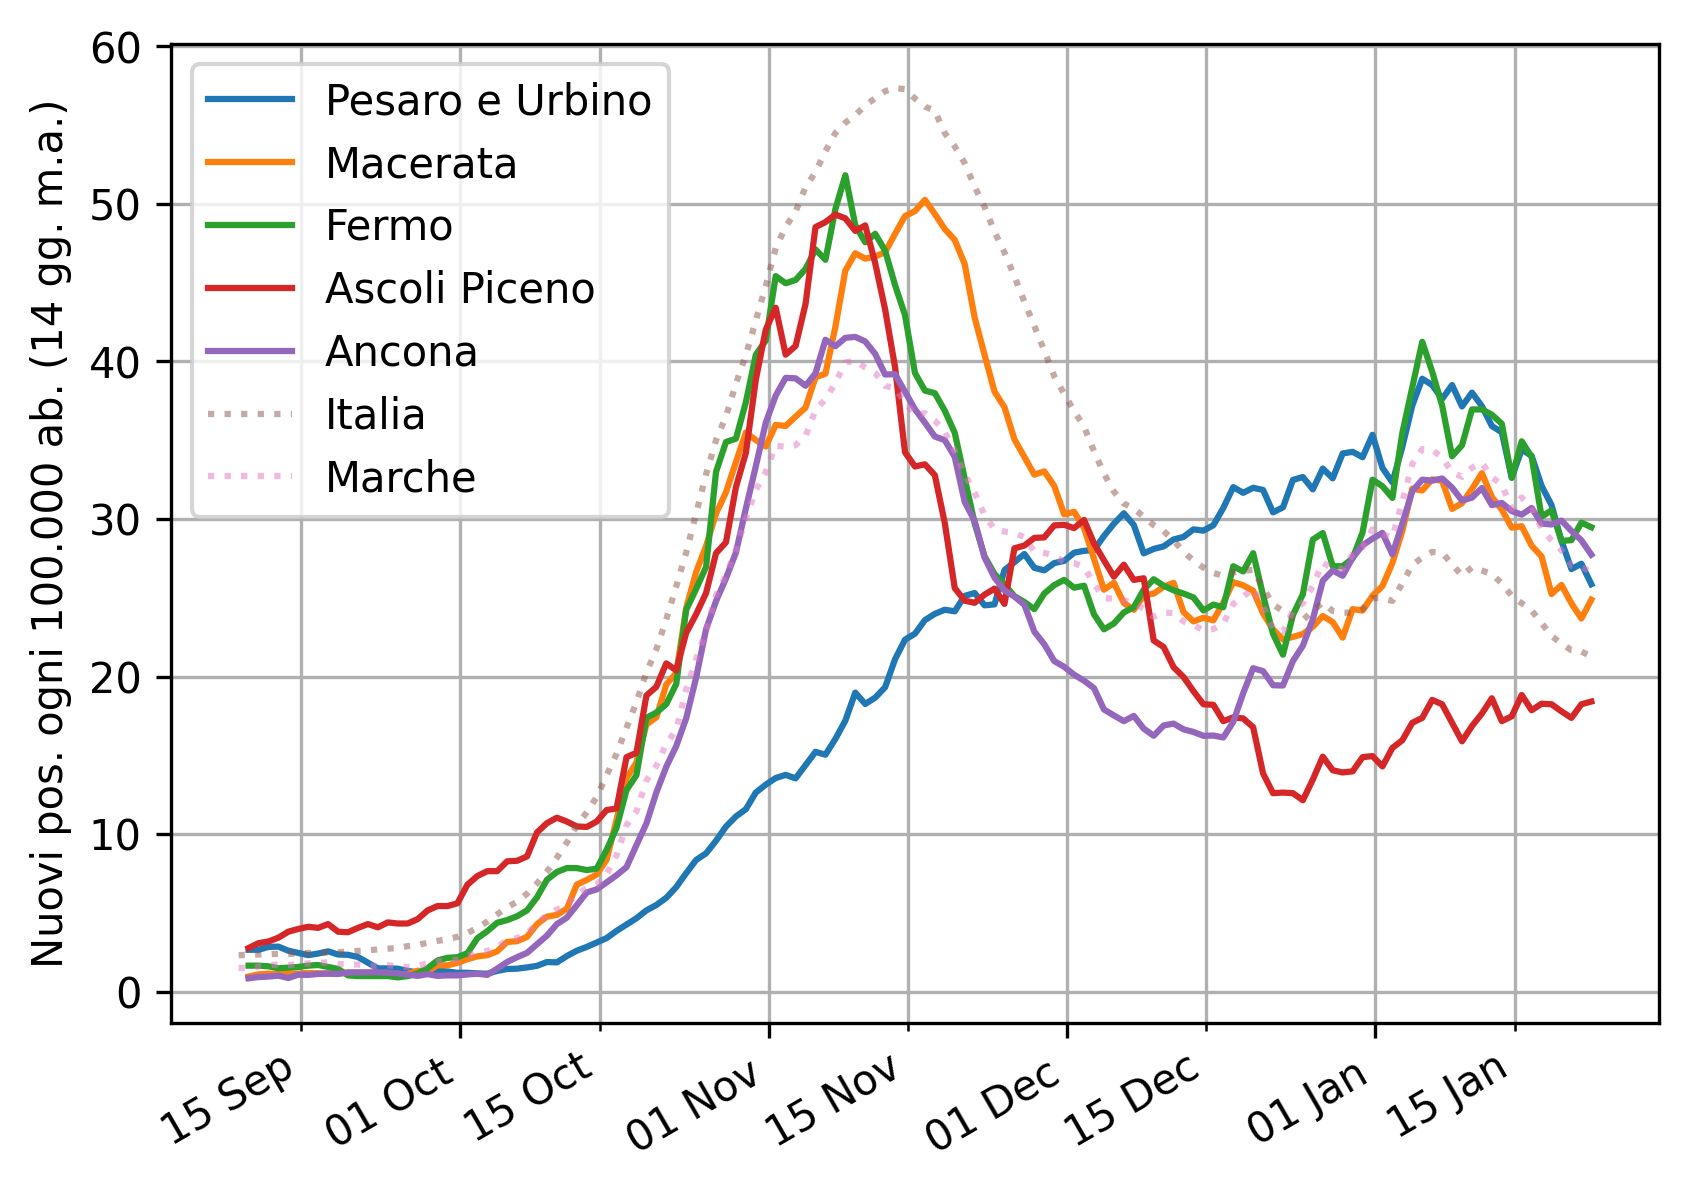 Nuovi pos. ogni 100.000 ab. (14 gg. m.a.)
60
50
40
30
20
10
0
Pesaro e Urbino
Macerata
Fermo
Ascoli Piceno
Ancona
Italia
Marche
15 Sep
01 Oct
15 Oct
01 Nov
15 Nov
01 Dec
15 Dec
01 Jan
15 Jan